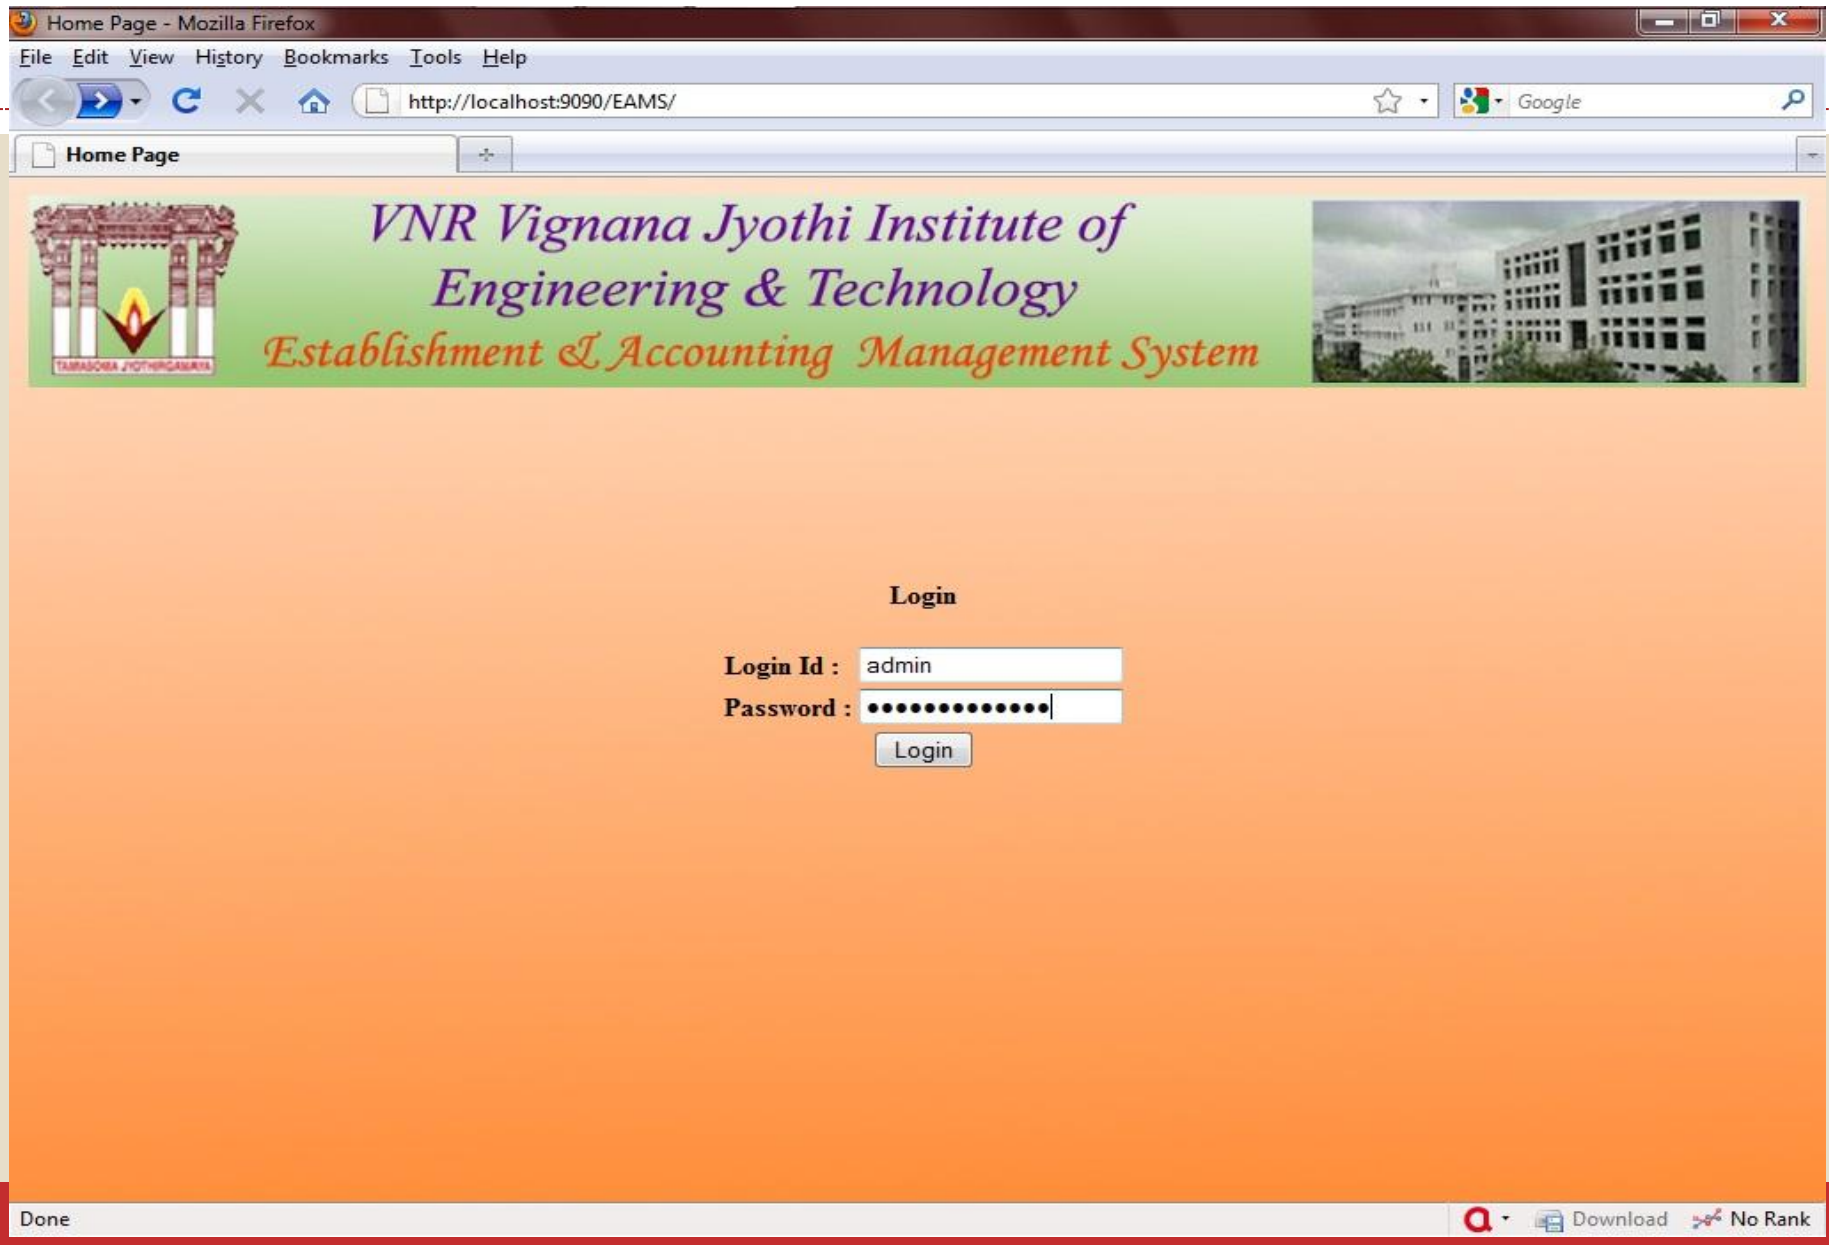 Home Page - Mozilla Firefox
File Edit View History Bookmarks Tools Help
http://localhost:9090/EAMS/
Google
Home Page
VNR Vignana Jyothi Institute of
Engineering & Technology
Establishment & Accounting Management System
TAMASOMA JYOTHIRGAMAYA
Login
Login Id : admin
Password : •••••••••••••
Login
Done
Download No Rank